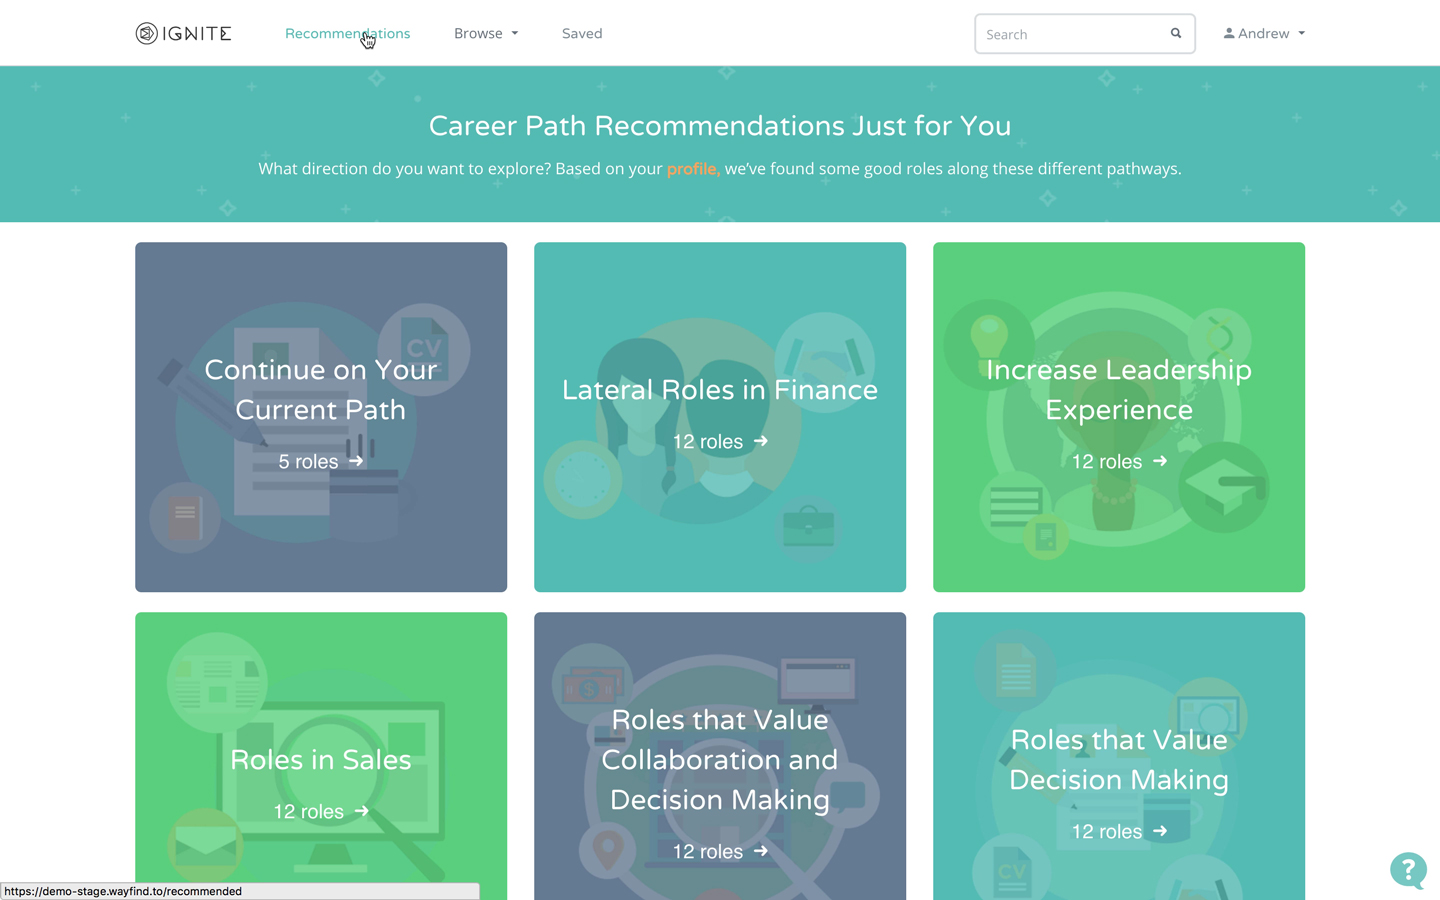 IGNITE
Recommendations
Browse
Saved
Search
Andrew
Career Path Recommendations Just for You
What direction do you want to explore? Based on your profile, we've found some good roles along these different pathways.
CV
Continue on Your
Current Path
5 roles →
Lateral Roles in Finance
12 roles →
Increase Leadership
Experience
12 roles →
Roles in Sales
12 roles →
$
Roles that Value
Collaboration and
Decision Making
12 roles →
Roles that Value
Decision Making
12 roles →
CV
?
https://demo-stage.wayfind.to/recommended